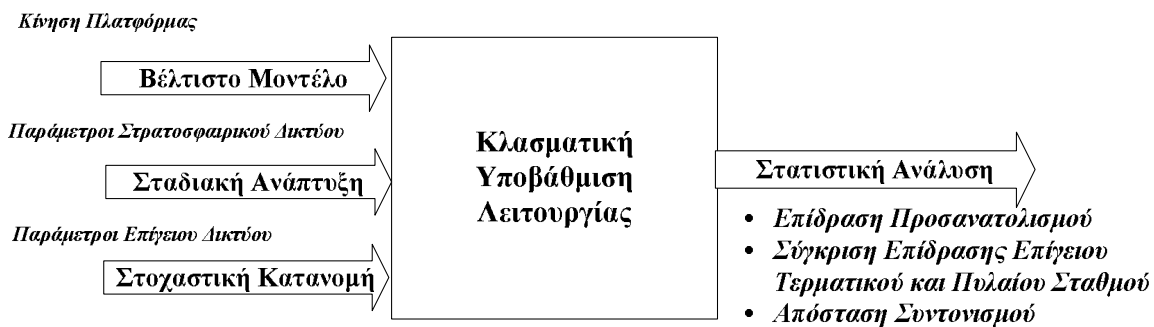 Κίνηση Πλατφόρμας
Βέλτιστο Μοντέλο
Παράμετροι Στρατοσφαιρικού Δικτύου
Σταδιακή Ανάπτυξη
Παράμετροι Επίγειου Δικτύου
Στοχαστική Κατανομή
Κλασματική
Υποβάθμιση
Λειτουργίας
Στατιστική Ανάλυση
• Επίδραση Προσανατολισμού
• Σύγκριση Επίδρασης Επίγειου
Τερματικού και Πυλαίου Σταθμού
• Απόσταση Συντονισμού